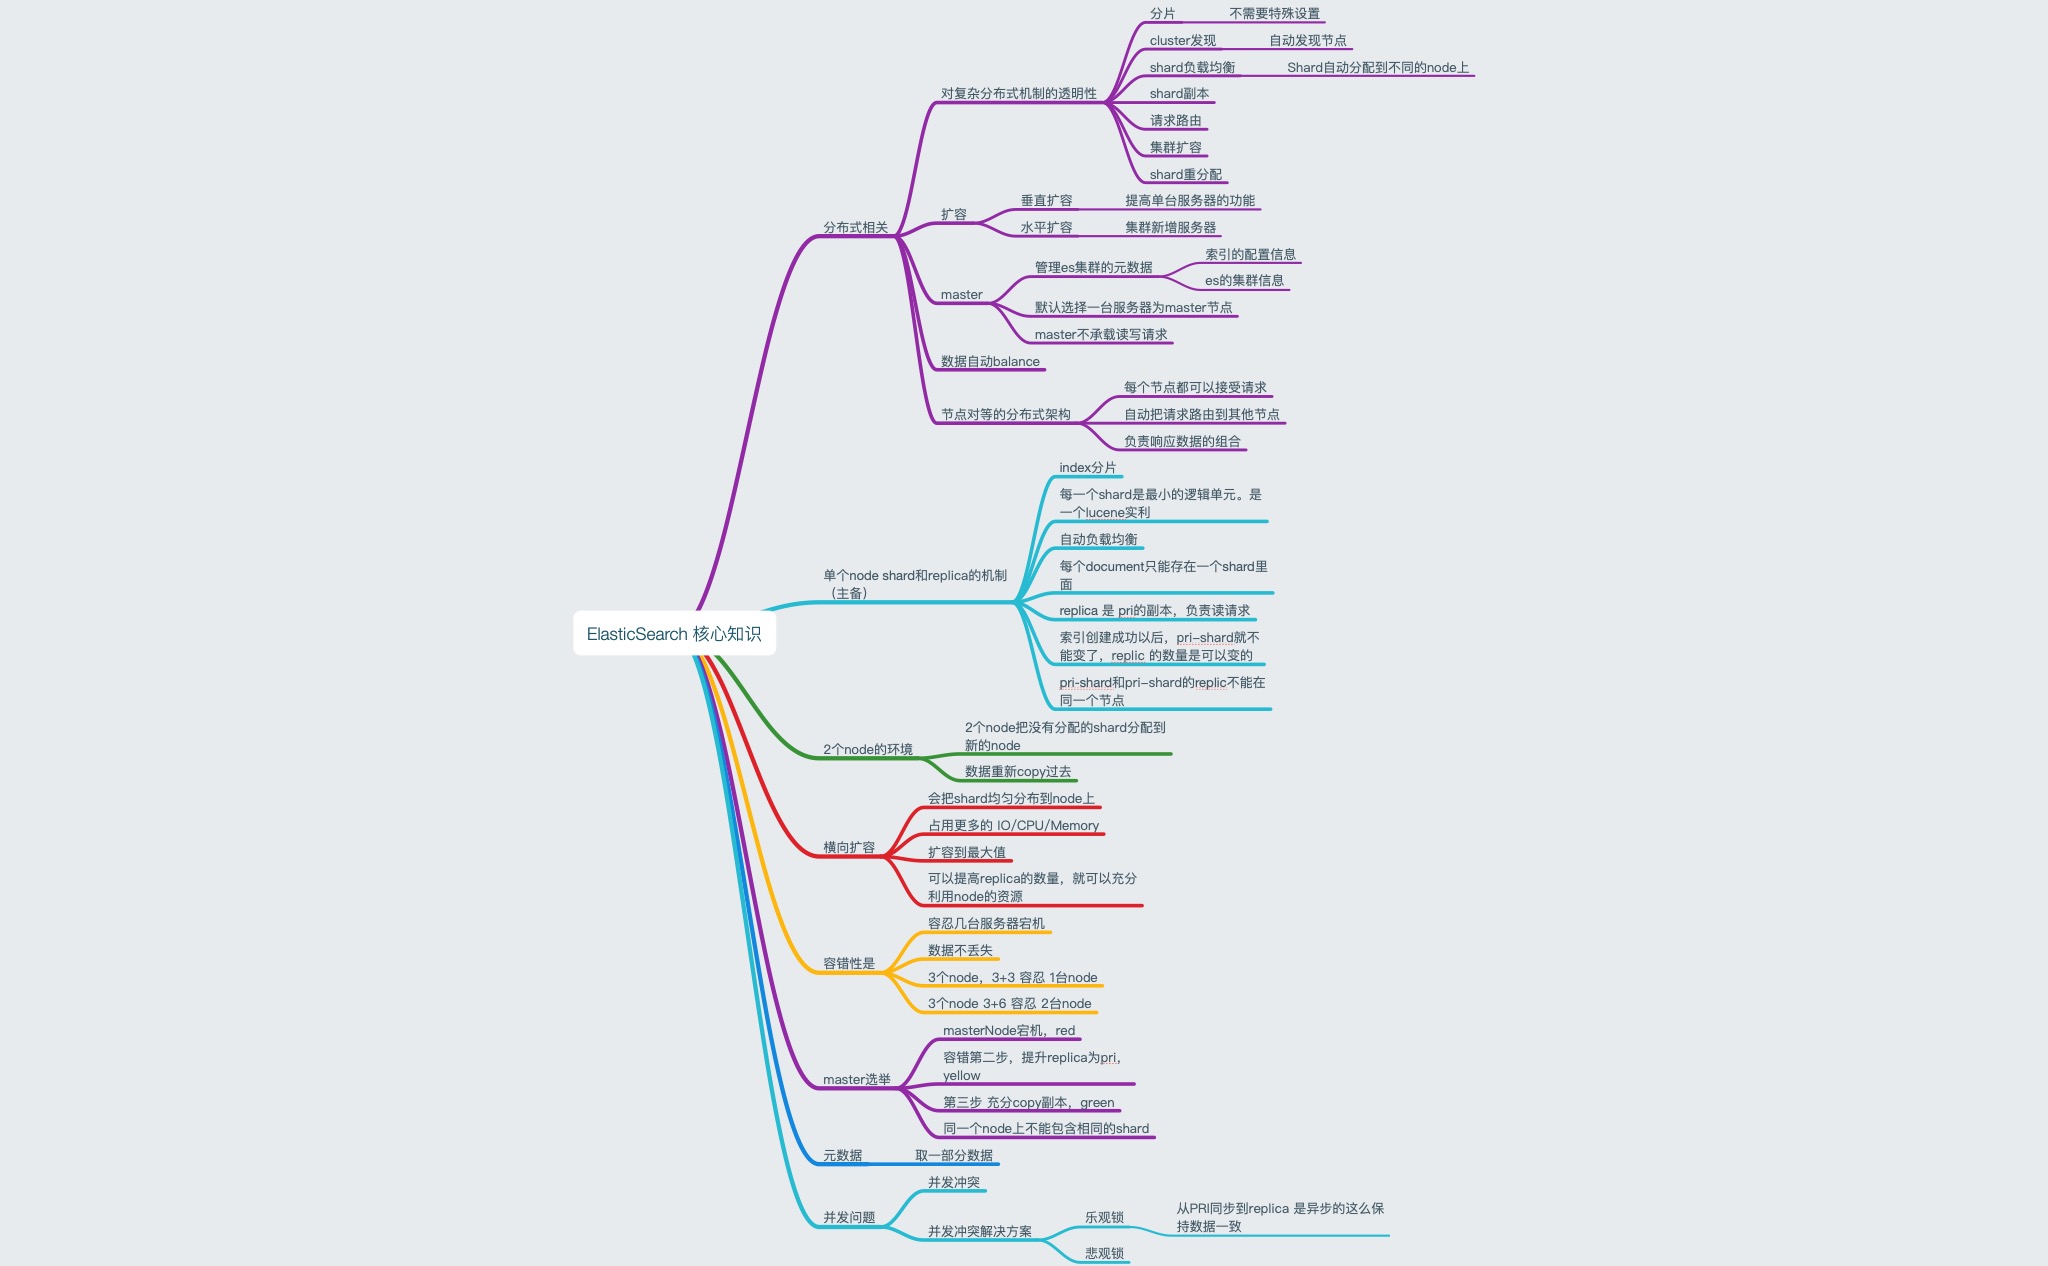 ElasticSearch 核心知识
分布式相关
对复杂分布式机制的透明性
分片
不需要特殊设置
cluster发现
自动发现节点
shard负载均衡
Shard自动分配到不同的node上
shard副本
请求路由
集群扩容
shard重分配
扩容
垂直扩容
提高单台服务器的功能
水平扩容
集群新增服务器
master
管理es集群的元数据
索引的配置信息
es的集群信息
默认选择一台服务器为master节点
master不承载读写请求
数据自动balance
节点对等的分布式架构
每个节点都可以接受请求
自动把请求路由到其他节点
负责响应数据的组合
单个node shard和replica的机制
（主备）
index分片
每一个shard是最小的逻辑单元。是
一个lucene实利
自动负载均衡
每个document只能存在一个shard里
面
replica 是 pri的副本，负责读请求
索引创建成功以后，pri-shard就不
能变了，replic 的数量是可以变的
pri-shard和pri-shard的replic不能在
同一个节点
2个node的环境
2个node把没有分配的shard分配到
新的node
数据重新copy过去
横向扩容
会把shard均匀分布到node上
占用更多的 IO/CPU/Memory
扩容到最大值
可以提高replica的数量，就可以充分
利用node的资源
容错性是
容忍几台服务器宕机
数据不丢失
3个node，3+3 容忍 1台node
3个node 3+6 容忍 2台node
master选举
masterNode宕机，red
容错第二步，提升replica为pri，
yellow
第三步 充分copy副本，green
同一个node上不能包含相同的shard
元数据
取一部分数据
并发问题
并发冲突
并发冲突解决方案
乐观锁
从PRI同步到replica 是异步的这么保
持数据一致
悲观锁